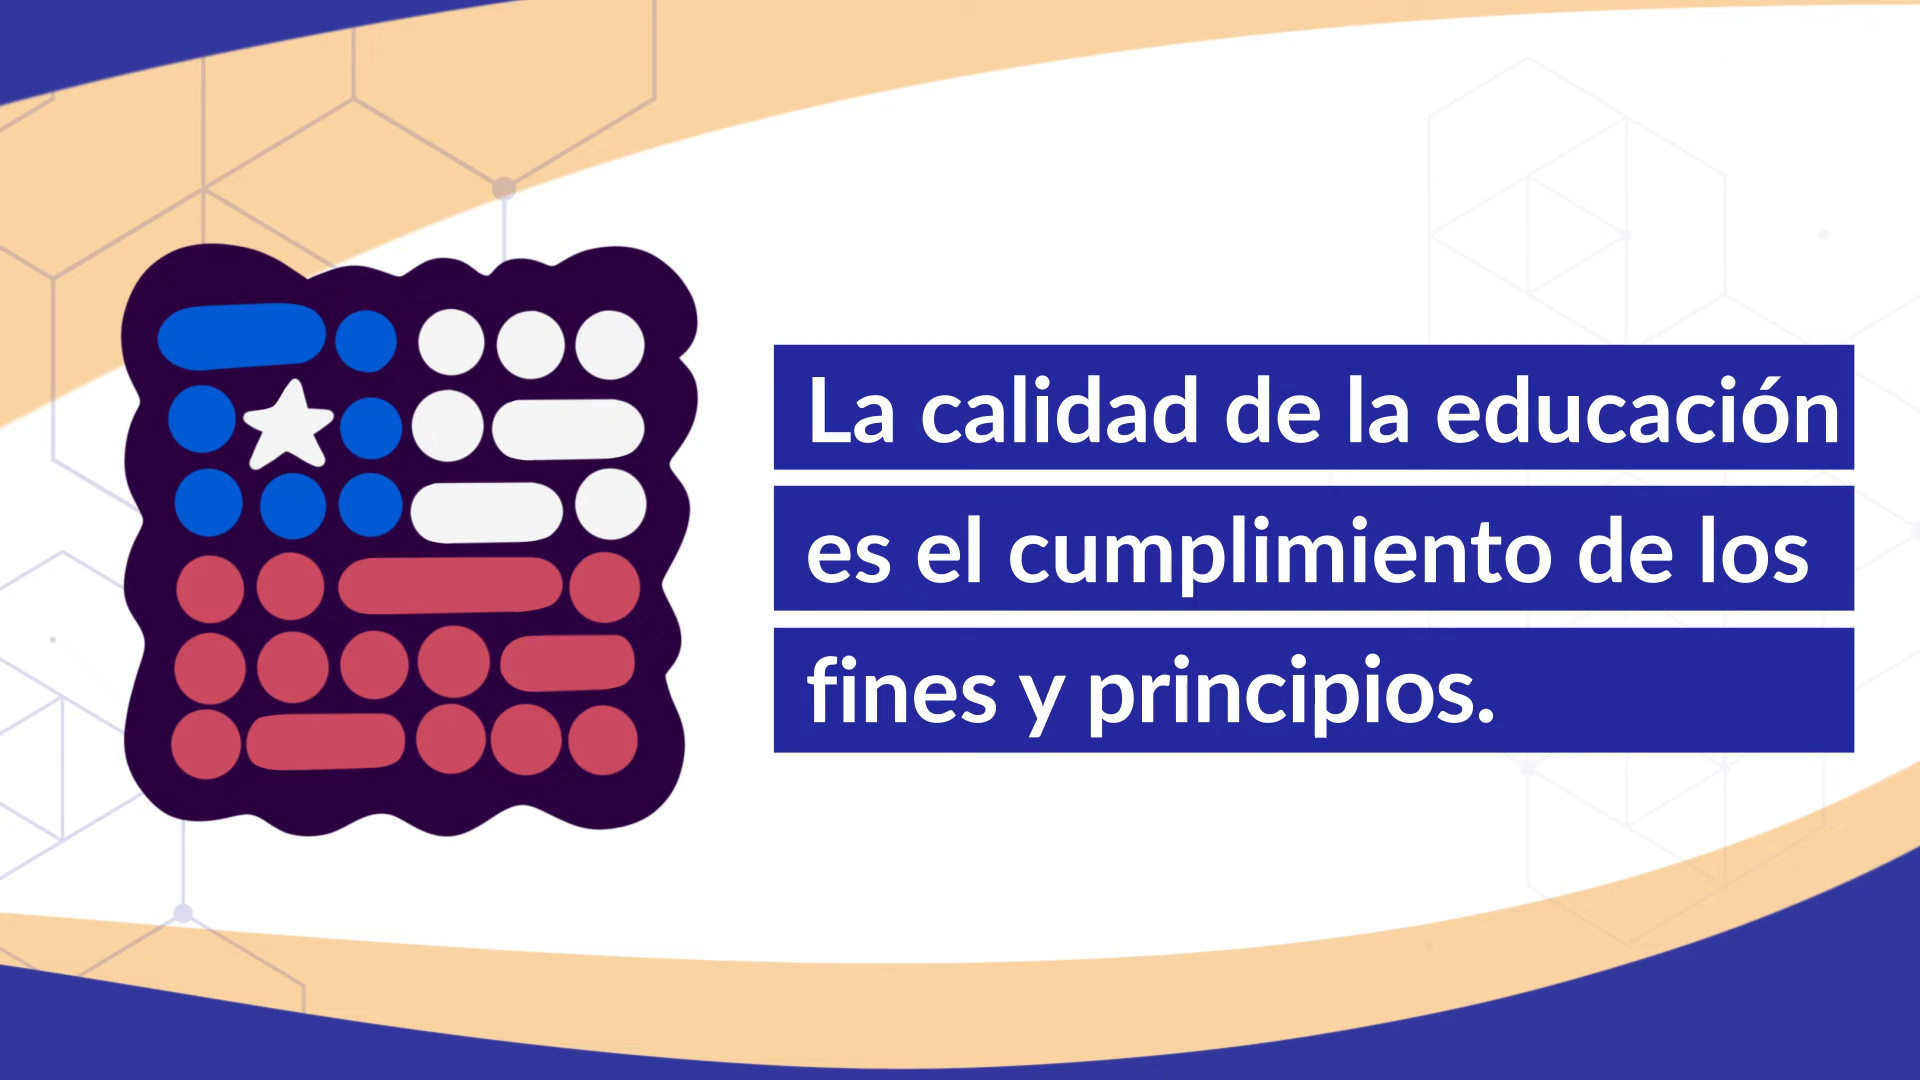 La calidad de la educación
es el cumplimiento de los
fines y principios.